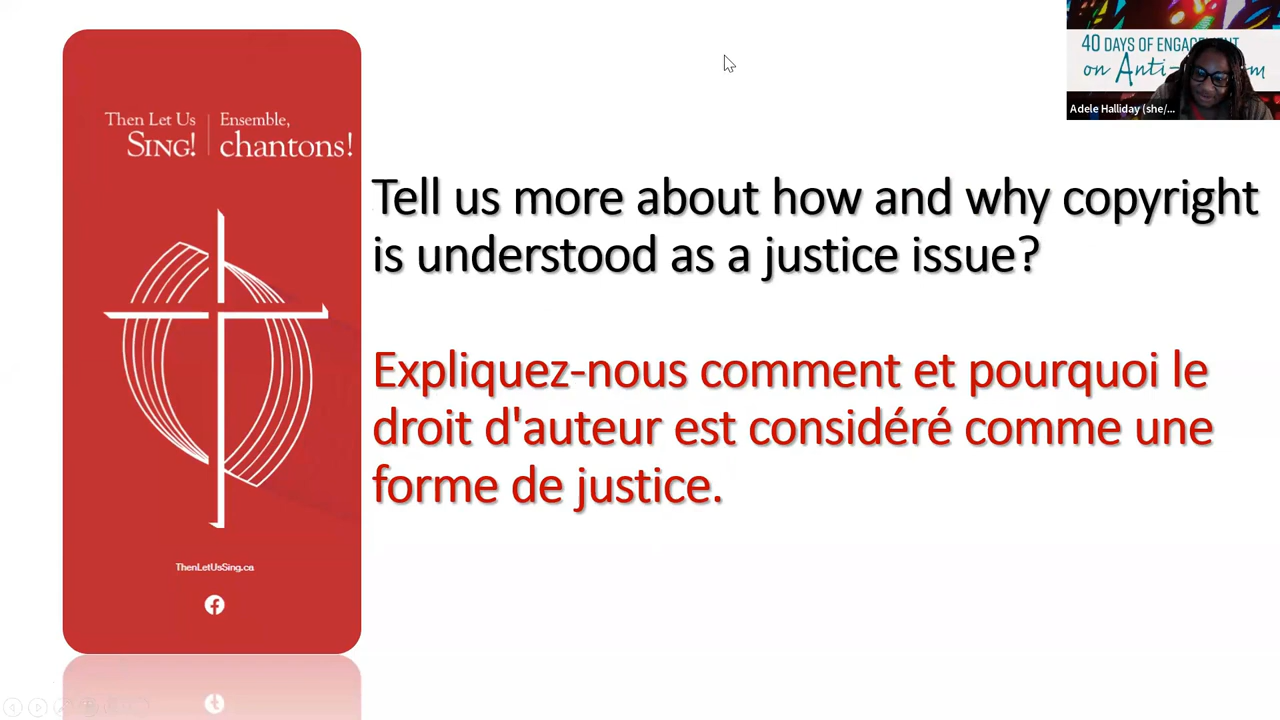 Then Let Us
SING!
Ensemble,
chantons!
ThenLetUsSing.ca
Tell us more about how and why copyright
is understood as a justice issue?
Expliquez-nous comment et pourquoi le
droit d'auteur est considéré comme une
forme de justice.
40 DAYS OF ENGAGEMENT
on Anti-
Adele Halliday (she/...